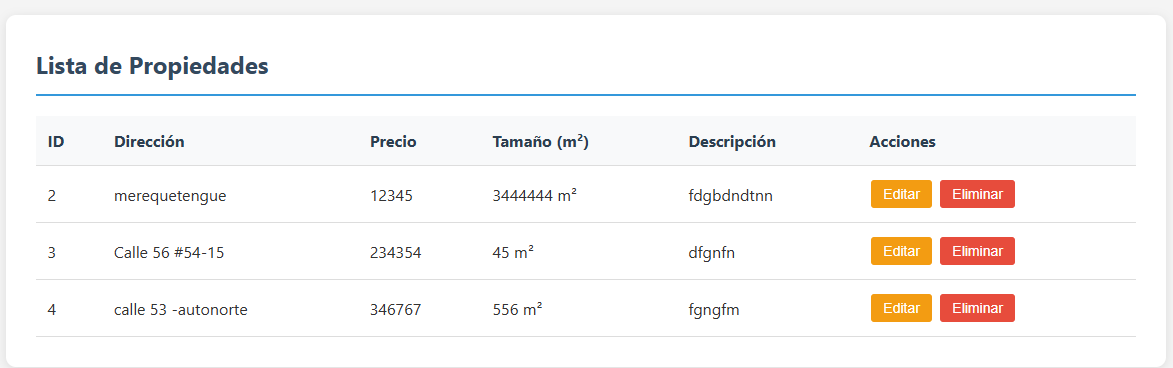 Lista de Propiedades
ID Dirección Precio Tamaño (m²) Descripción Acciones
2 merequetengue 12345 3444444 m² fdgbdndtnn Editar Eliminar
3 Calle 56 #54-15 234354 45 m² dfgnfn Editar Eliminar
4 calle 53 -autonorte 346767 556 m² fgngfm Editar Eliminar